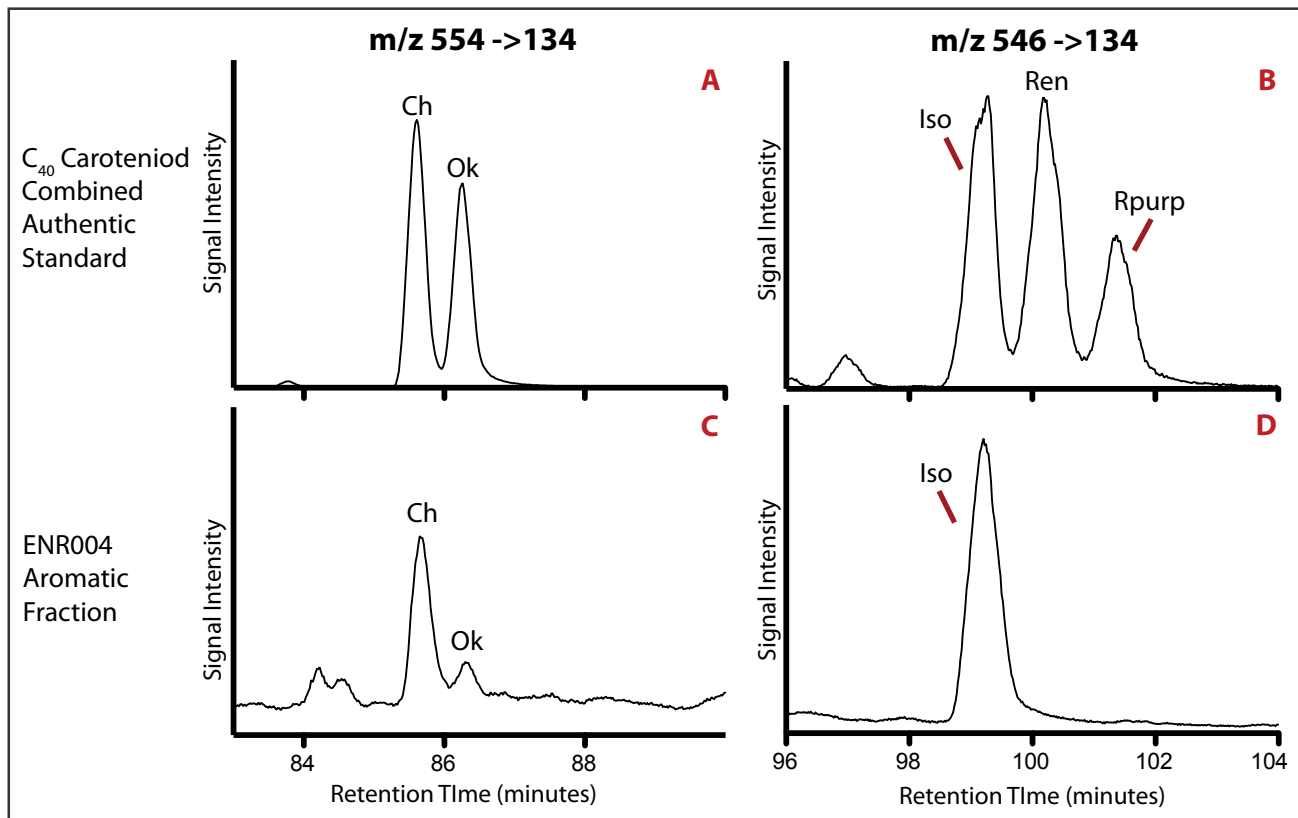 m/z 554 ->134
m/z 546 ->134
C40 Caroteniod
Combined
Authentic
Standard
Signal Intensity
A
Ch
Ok
Signal Intensity
B
Iso
Ren
Rpurp
ENR004
Aromatic
Fraction
Signal Intensity
C
Ch
Ok
84 86 88
Retention TIme (minutes)
Signal Intensity
D
Iso
96 98 100 102 104
Retention TIme (minutes)